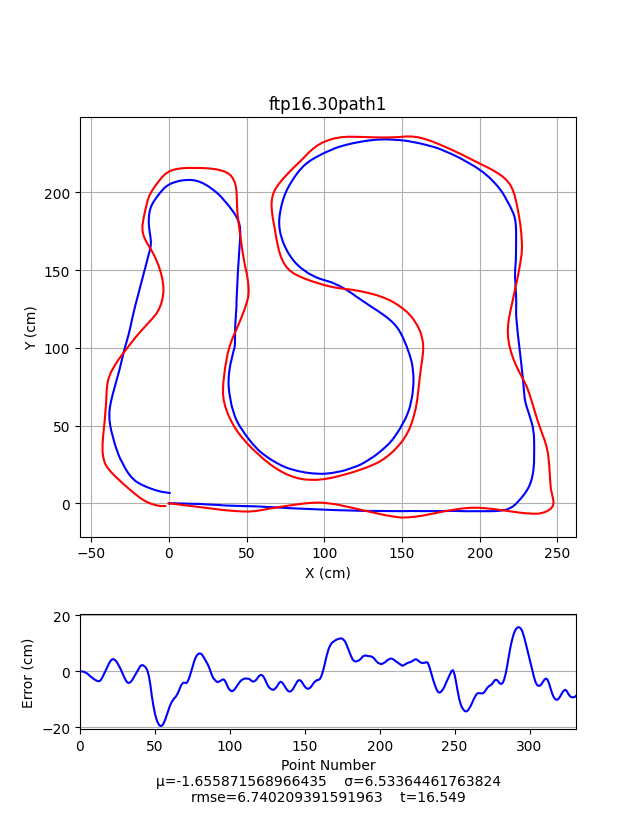 ftp16.30path1
200
150
100
50
0
Y (cm)
−50 0 50 100 150 200 250
X (cm)
20
0
−20
Error (cm)
0 50 100 150 200 250 300
Point Number
μ=-1.655871568966435 σ=6.53364461763824
rmse=6.740209391591963 t=16.549